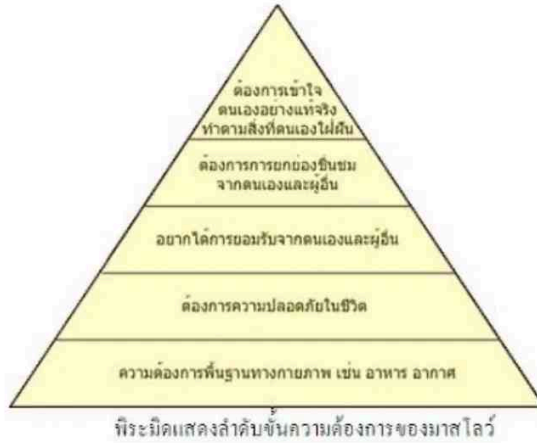 ต้องการเข้าใจ
ตนเองอย่างแท้จริง
ทำตามสิ่งที่ตนเองใฝ่ฝัน
ต้องการการยกย่องชื่นชม
จากตนเองและผู้อื่น
อยากได้การยอมรับจากตนเองและผู้อื่น
ต้องการความปลอดภัยในชีวิต
ความต้องการพื้นฐานทางกายภาพ เช่น อาหาร อากาศ
พีระมิดแสดงลำดับขั้นความต้องการของมาสโลว์